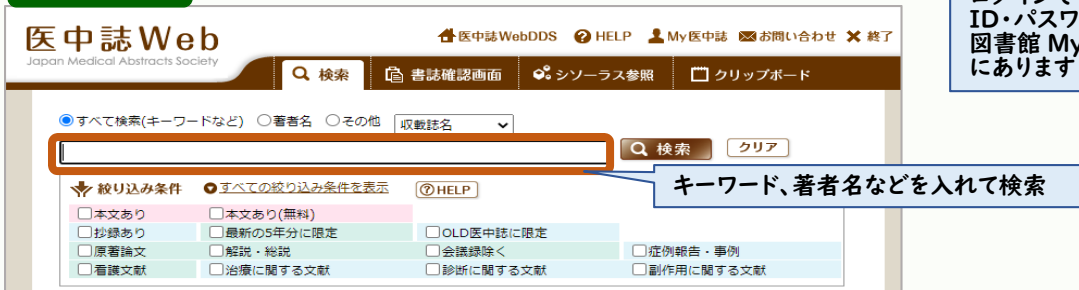 ID・パスワ
図書館 My
にあります
医中誌Web
Japan Medical Abstracts Society
医中誌WebDDS HELP My医中誌 お問い合わせ 終了
検索 書誌確認画面 シソーラス参照 クリップボード
すべて検索(キーワードなど) 著者名 その他 収載誌名
検索 クリア
絞り込み条件 すべての絞り込み条件を表示 HELP
キーワード、著者名などを入れて検索
本文あり 本文あり(無料)
抄録あり 最新の5年分に限定 OLD医中誌に限定
原著論文 解説・総説 会議録除く 症例報告・事例
看護文献 治療に関する文献 診断に関する文献 副作用に関する文献